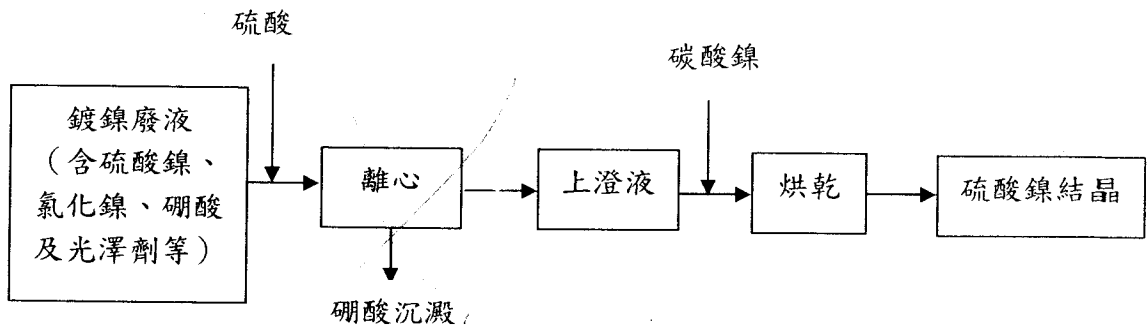 硫酸
碳酸鎳
鍍鎳廢液
（含硫酸鎳、
氯化鎳、硼酸
及光澤劑等）
離心
上澄液
烘乾
硫酸鎳結晶
硼酸沉澱